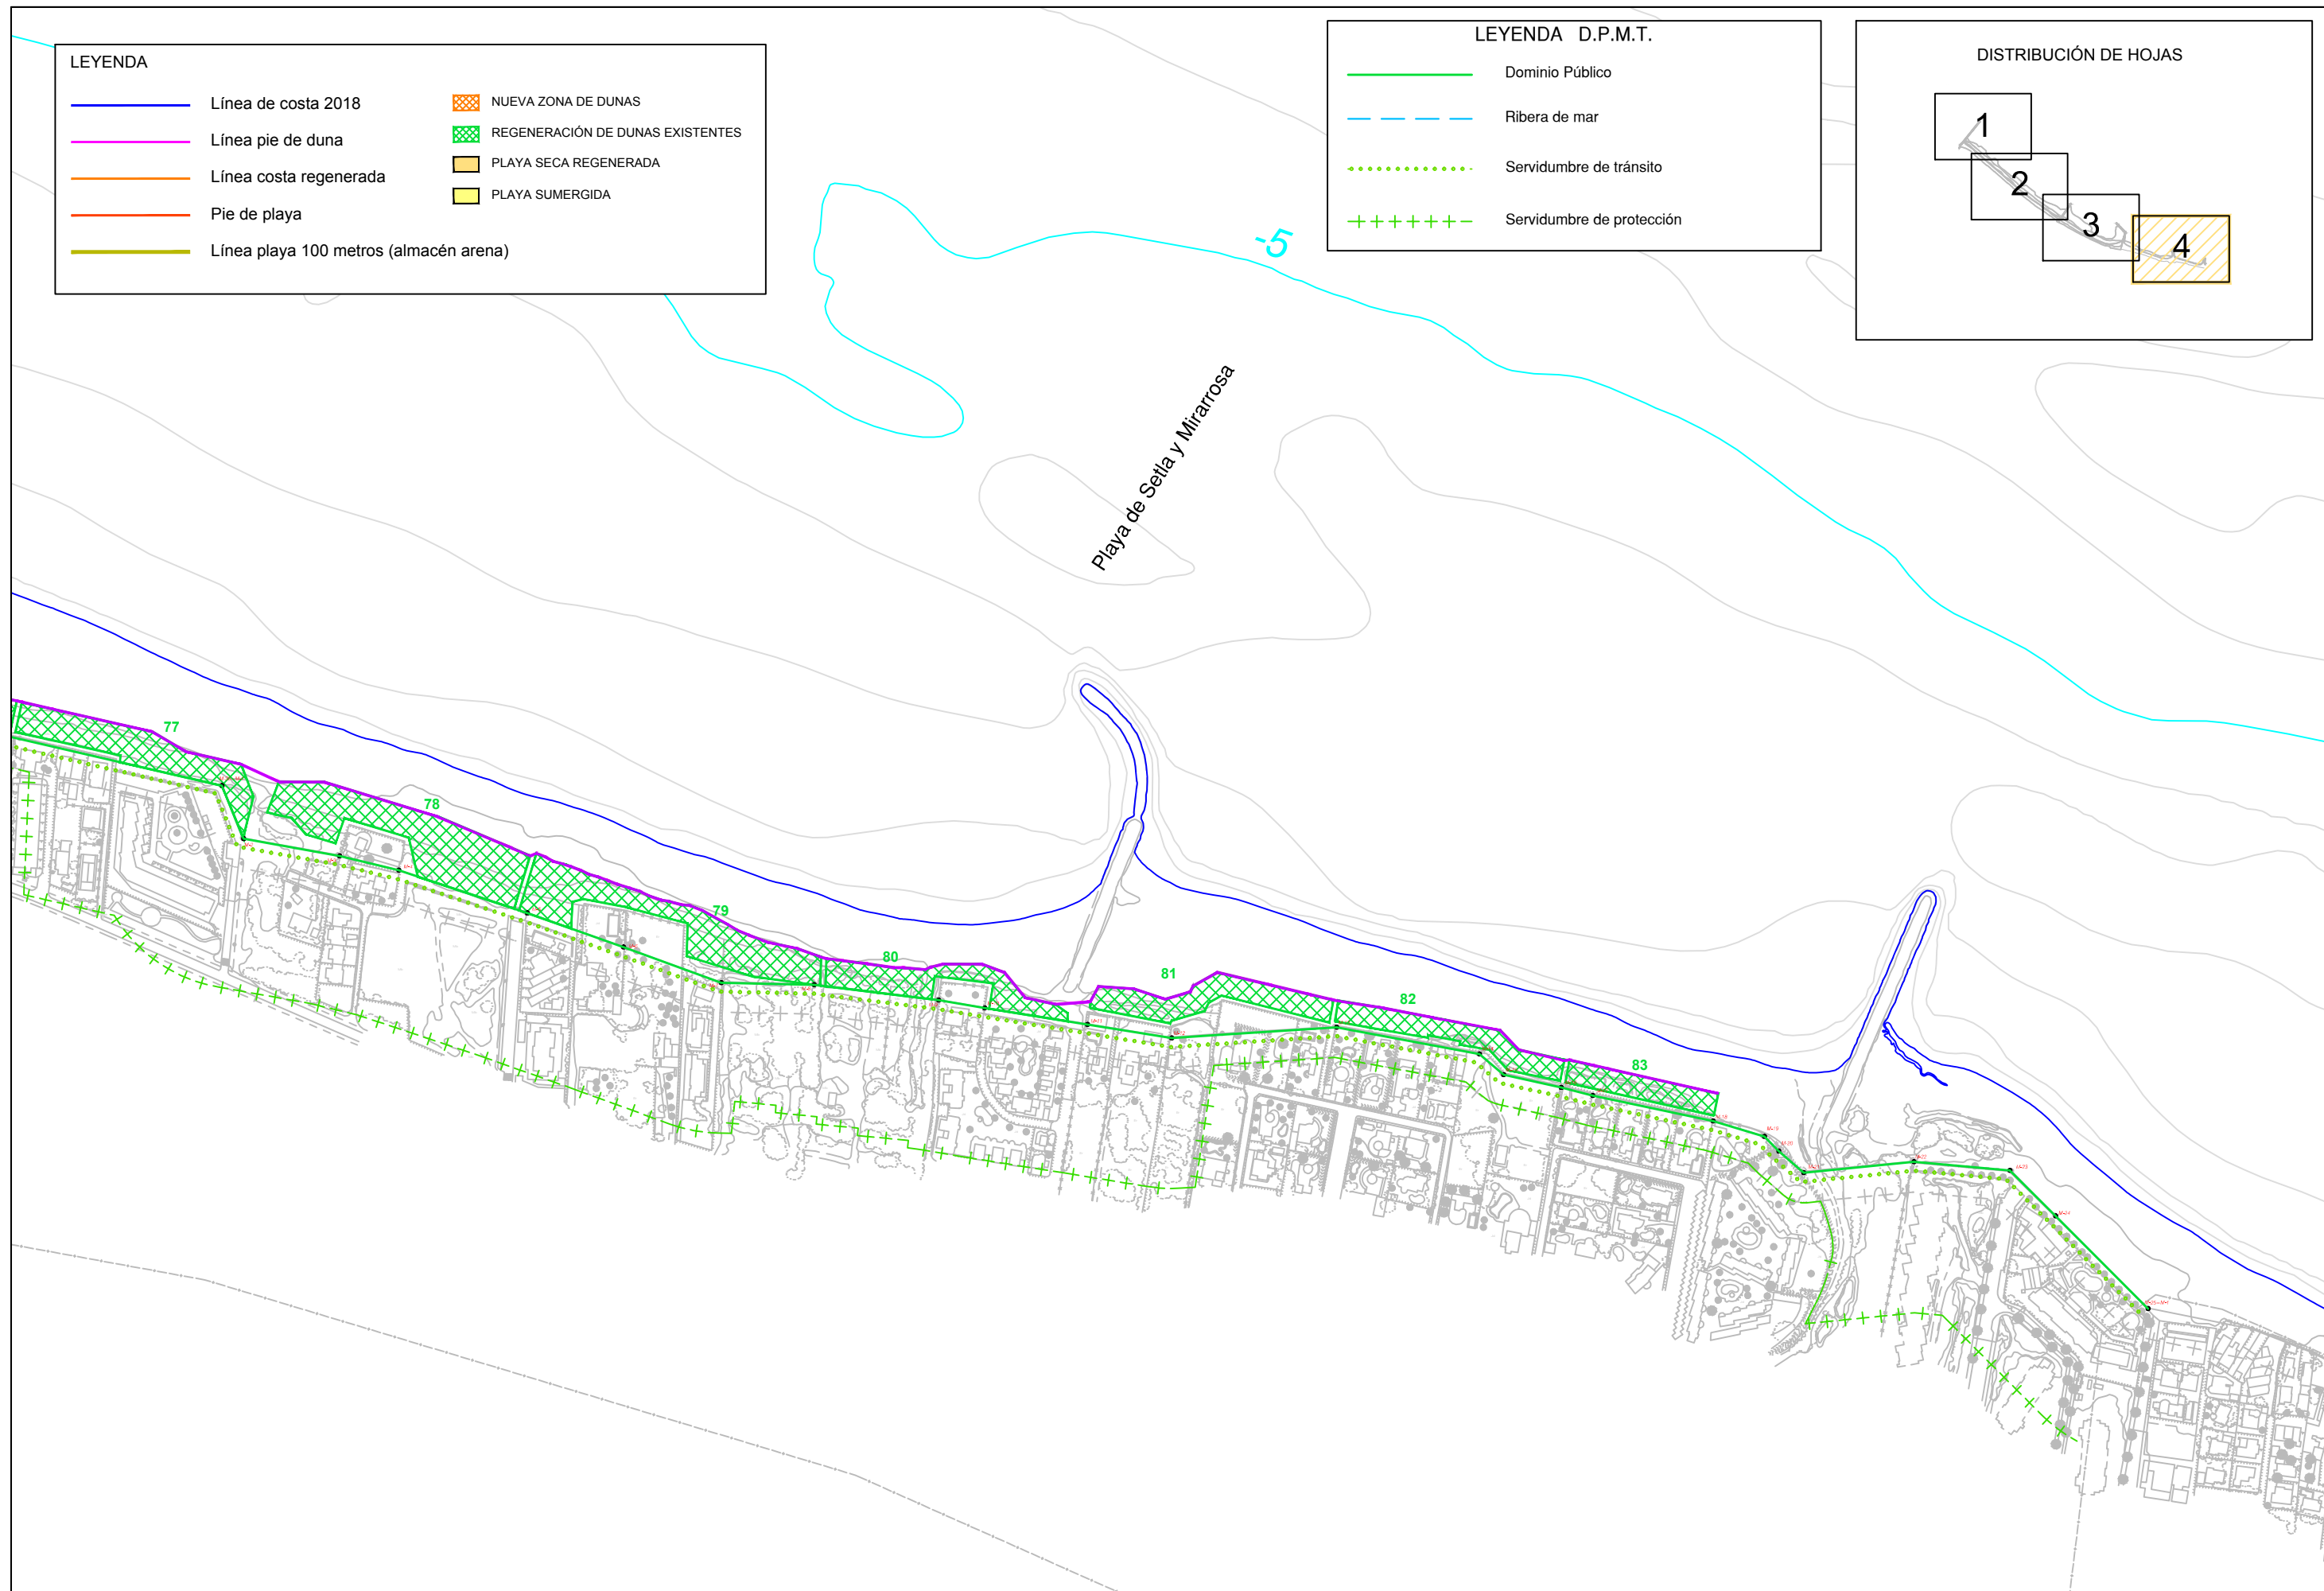 LEYENDA
Línea de costa 2018
Línea pie de duna
Línea costa regenerada
Pie de playa
Línea playa 100 metros (almacén arena)
NUEVA ZONA DE DUNAS
REGENERACIÓN DE DUNAS EXISTENTES
PLAYA SECA REGENERADA
PLAYA SUMERGIDA
LEYENDA D.P.M.T.
Dominio Público
Ribera de mar
Servidumbre de tránsito
Servidumbre de protección
DISTRIBUCIÓN DE HOJAS
1
2
3
4
-5
Playa de Setla y Mirarrosa
77
78
79
80
81
82
83